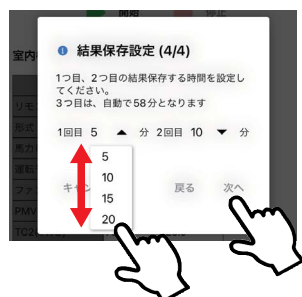 開始 停止
室内
ℹ 結果保存設定 (4/4)
1つ目、2つ目の結果保存する時間を設定し
てください。
3つ目は、自動で58分となります
リモ
形式
馬力
運転
ファ
PMV
TC2
1回目 5 ▲ 分 2回目 10 ▼ 分
5
10
15
20
キャン 戻る 次へ